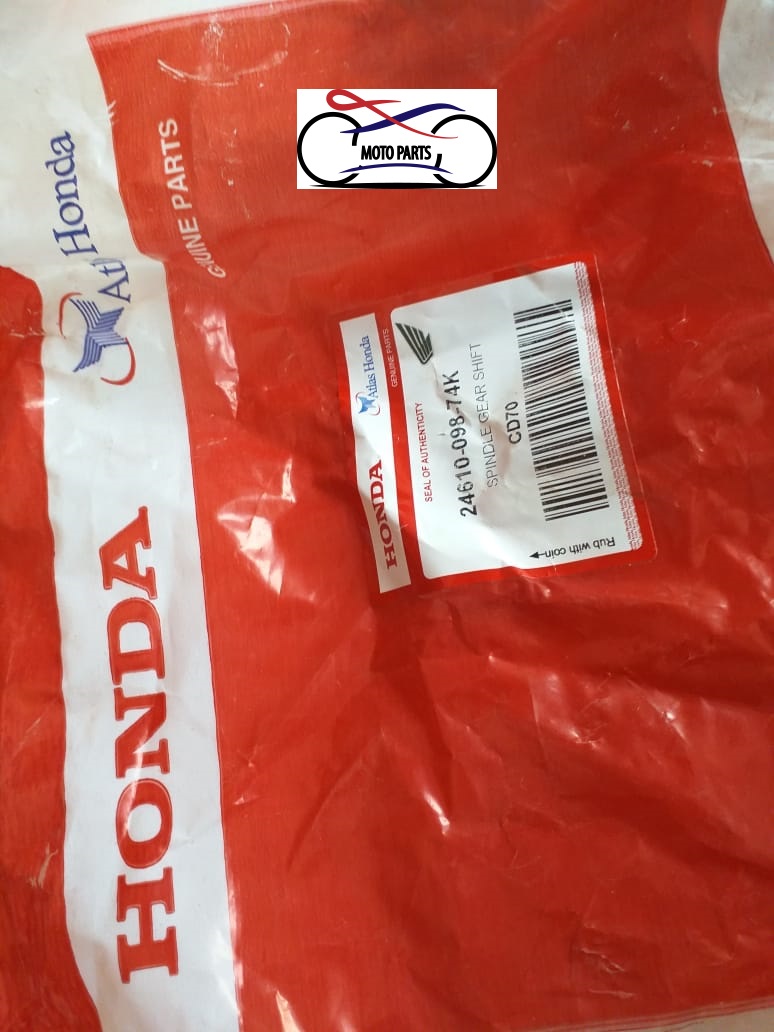 MOTO PARTS
Atlas Honda
GENUINE PARTS
HONDA
HONDA
Atlas Honda
GENUINE PARTS
SEAL OF AUTHENTICITY
24610-098-74K
SPINDLE GEAR SHIFT
CD70
Rub with coin